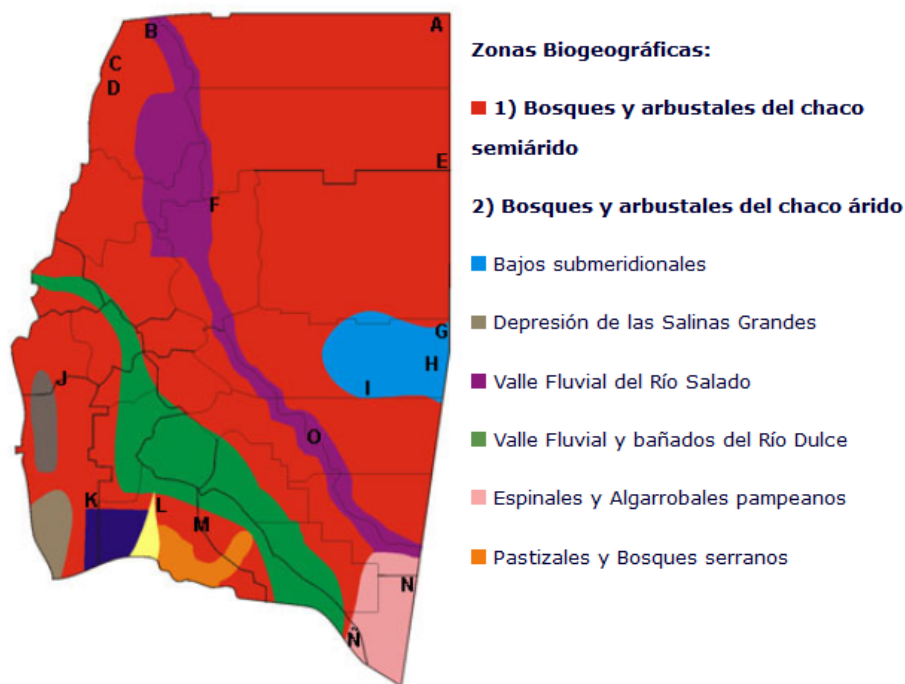 A
B
C
D
E
F
G
H
I
J
K
L
M
O
N
Ñ
Zonas Biogeográficas:
1) Bosques y arbustales del chaco
semiárido
2) Bosques y arbustales del chaco árido
Bajos submeridionales
Depresión de las Salinas Grandes
Valle Fluvial del Río Salado
Valle Fluvial y bañados del Río Dulce
Espinales y Algarrobales pampeanos
Pastizales y Bosques serranos